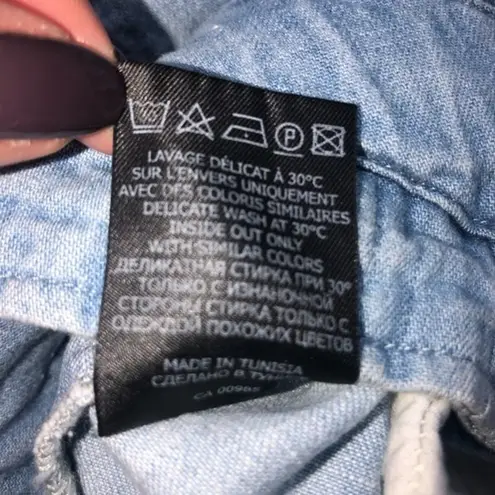 P
LAVAGE DÉLICAT À 30°C
SUR L'ENVERS UNIQUEMENT
AVEC DES COLORIS SIMILAIRES
DELICATE WASH AT 30°C
INSIDE OUT ONLY
WITH SIMILAR COLORS
ДЕЛИКАТНАЯ СТИРКА ПРИ 30°
ТОЛЬКО С ИЗНАНОЧНОЙ
СТОРОНЫ СТИРКА ТОЛЬКО С
ОДЕЖДОЙ ПОХОЖИХ ЦВЕТОВ
MADE IN TUNISIA
СДЕЛАНО В
CA